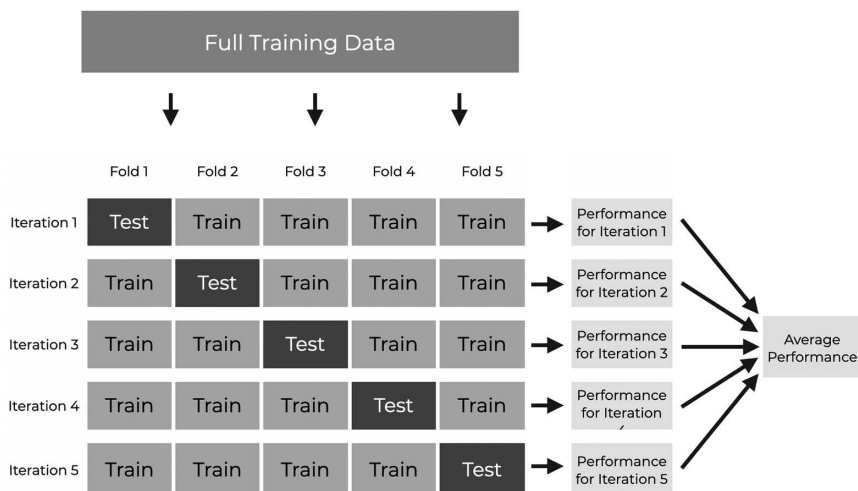 Full Training Data
Fold 1 Fold 2 Fold 3 Fold 4 Fold 5
Iteration 1 Test Train Train Train Train Performance for Iteration 1
Iteration 2 Train Test Train Train Train Performance for Iteration 2
Iteration 3 Train Train Test Train Train Performance for Iteration 3
Average Performance
Iteration 4 Train Train Train Test Train Performance for Iteration
Iteration 5 Train Train Train Train Test Performance for Iteration 5